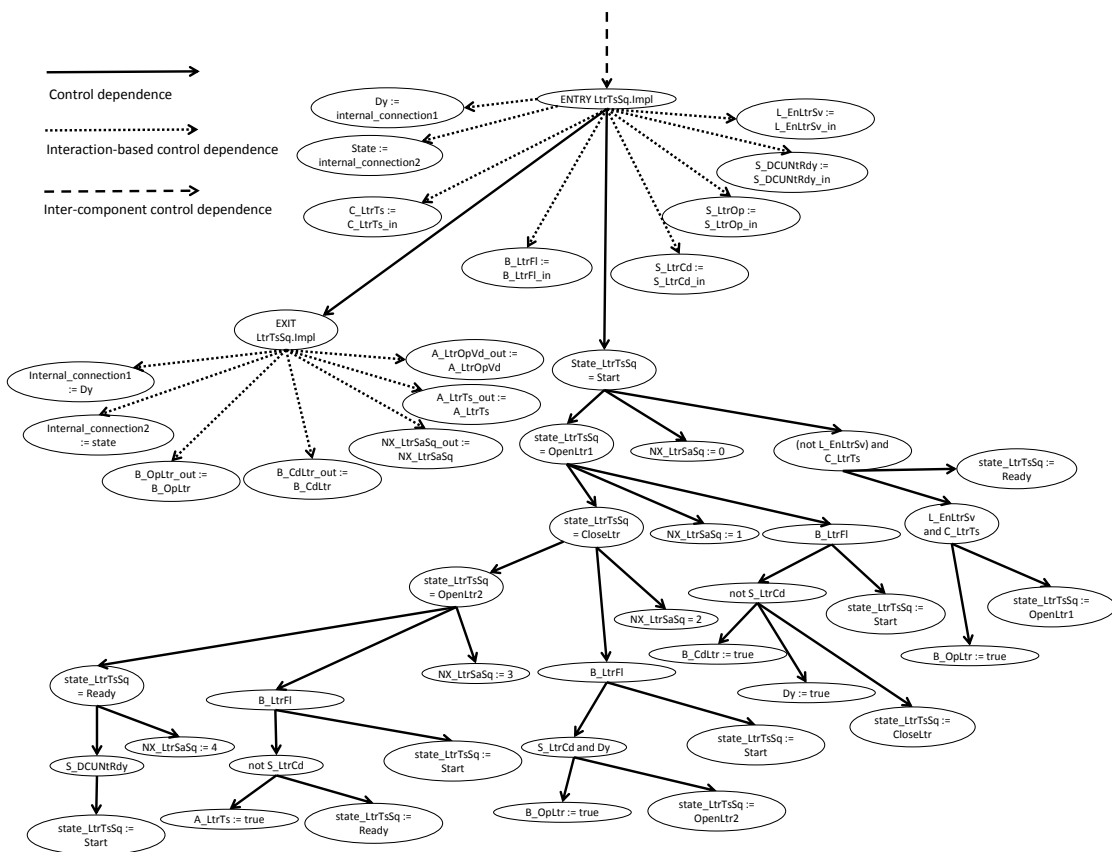 Control dependence
Interaction-based control dependence
Inter-component control dependence
ENTRY LtrTsSq.Impl
Dy :=
internal_connection1
State :=
internal_connection2
C_LtrTs :=
C_LtrTs_in
B_LtrFl :=
B_LtrFl_in
S_LtrCd :=
S_LtrCd_in
S_LtrOp :=
S_LtrOp_in
S_DCUNtRdy :=
S_DCUNtRdy_in
L_EnLtrSv :=
L_EnLtrSv_in
EXIT
LtrTsSq.Impl
Internal_connection1
:= Dy
Internal_connection2
:= state
B_OpLtr_out :=
B_OpLtr
B_CdLtr_out :=
B_CdLtr
NX_LtrSaSq_out :=
NX_LtrSaSq
A_LtrTs_out :=
A_LtrTs
A_LtrOpVd_out :=
A_LtrOpVd
State_LtrTsSq
= Start
state_LtrTsSq
= OpenLtr1
NX_LtrSaSq := 0
(not L_EnLtrSv) and
C_LtrTs
state_LtrTsSq :=
Ready
L_EnLtrSv
and C_LtrTs
state_LtrTsSq :=
OpenLtr1
B_OpLtr := true
state_LtrTsSq
= CloseLtr
NX_LtrSaSq := 1
B_LtrFl
not S_LtrCd
state_LtrTsSq :=
Start
B_CdLtr := true
Dy := true
state_LtrTsSq :=
CloseLtr
state_LtrTsSq
= OpenLtr2
NX_LtrSaSq = 2
B_LtrFl
S_LtrCd and Dy
state_LtrTsSq :=
Start
B_OpLtr := true
state_LtrTsSq :=
OpenLtr2
state_LtrTsSq
= Ready
B_LtrFl
NX_LtrSaSq := 3
NX_LtrSaSq := 4
S_DCUNtRdy
state_LtrTsSq :=
Start
not S_LtrCd
state_LtrTsSq :=
Start
A_LtrTs := true
state_LtrTsSq :=
Ready